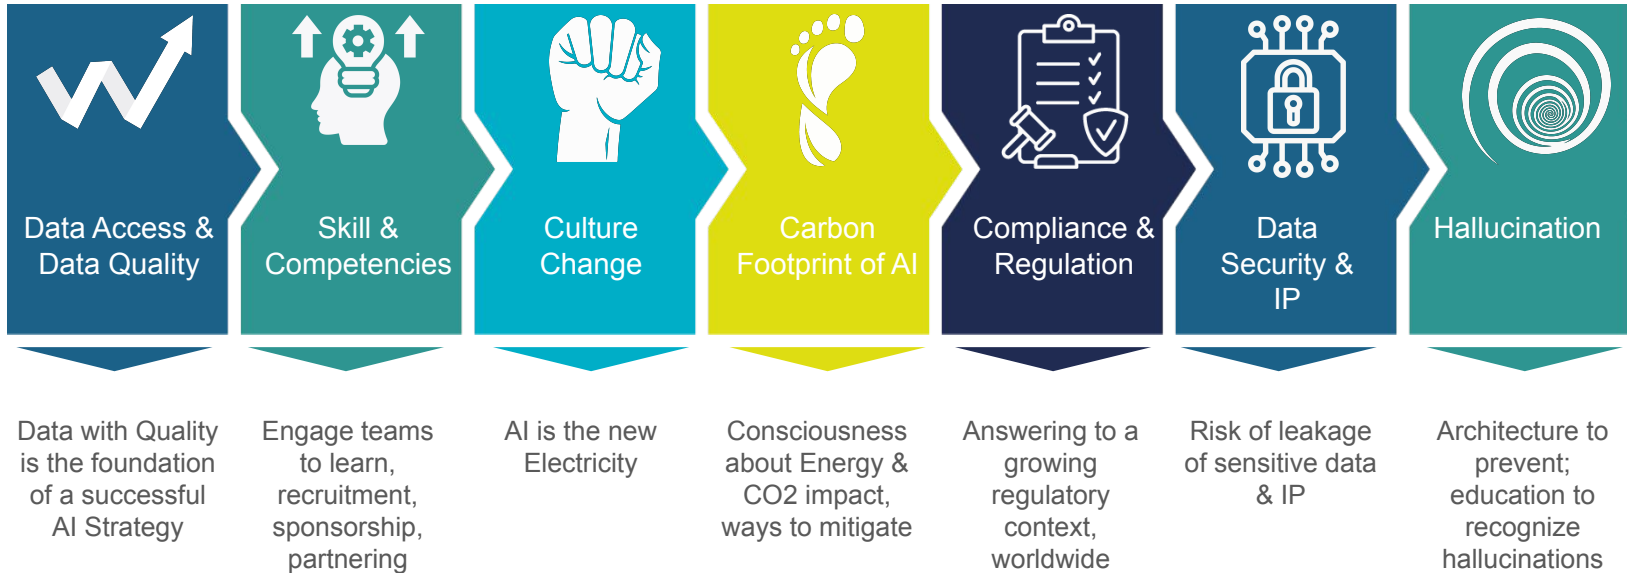 Data Access &
Data Quality
Skill &
Competencies
Culture
Change
Carbon
Footprint of AI
Compliance &
Regulation
Data
Security &
IP
Hallucination
Data with Quality
is the foundation
of a successful
AI Strategy
Engage teams
to learn,
recruitment,
sponsorship,
partnering
AI is the new
Electricity
Consciousness
about Energy &
CO2 impact,
ways to mitigate
Answering to a
growing
regulatory
context,
worldwide
Risk of leakage
of sensitive data
& IP
Architecture to
prevent;
education to
recognize
hallucinations